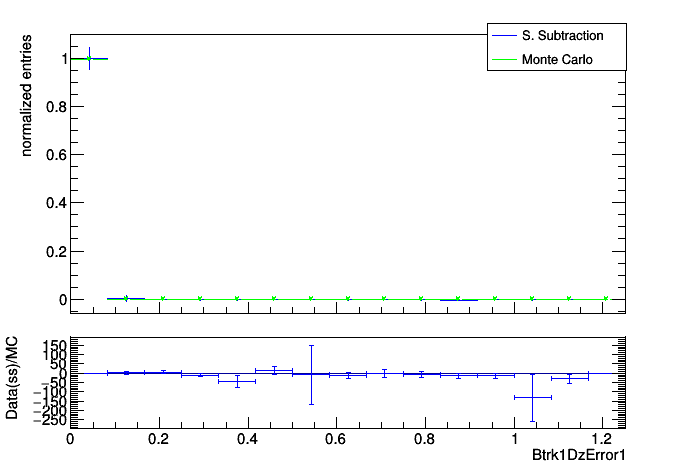 normalized entries
S. Subtraction
Monte Carlo
1
0.8
0.6
0.4
0.2
0
Data(ss)/MC
150
100
50
0
−50
−100
−150
−200
−250
0 0.2 0.4 0.6 0.8 1 1.2
Btrk1DzError1